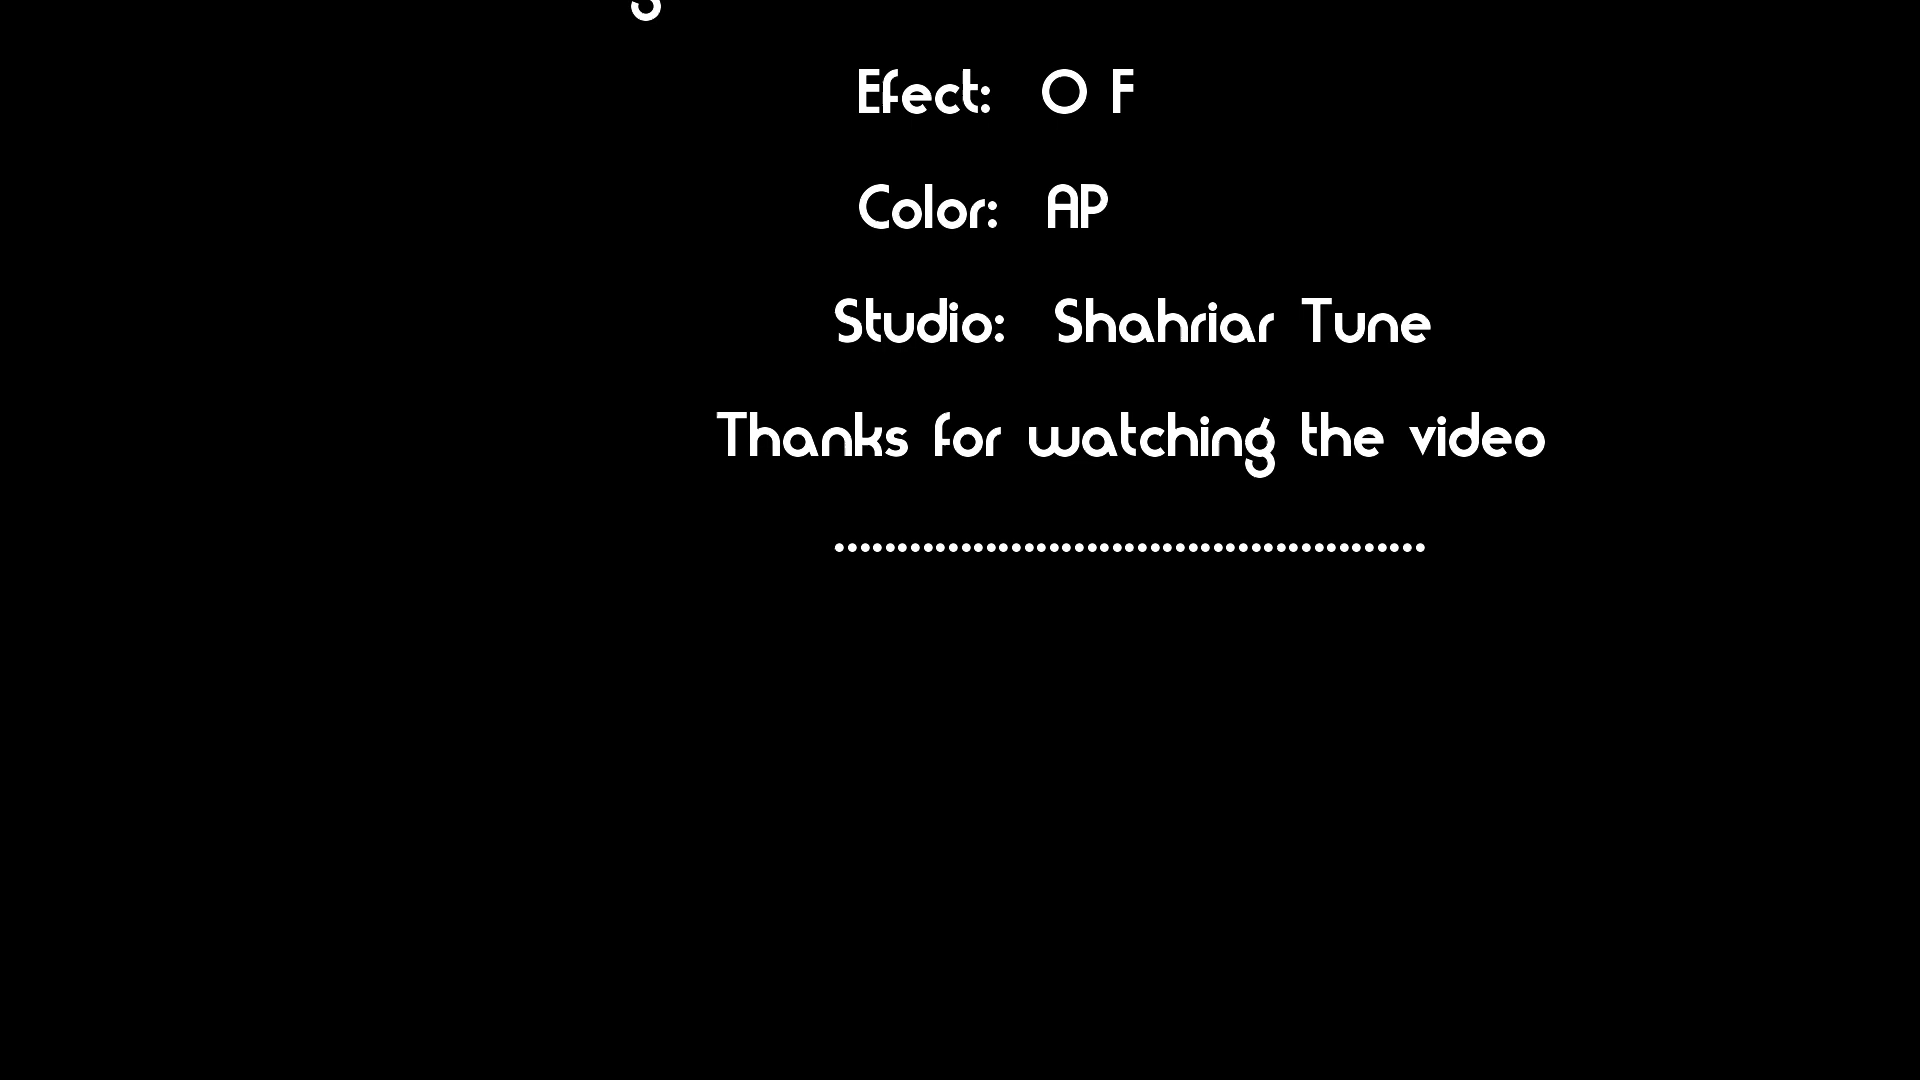 Efect: O F
Color: AP
Studio: Shahriar Tune
Thanks for watching the video
...............................................